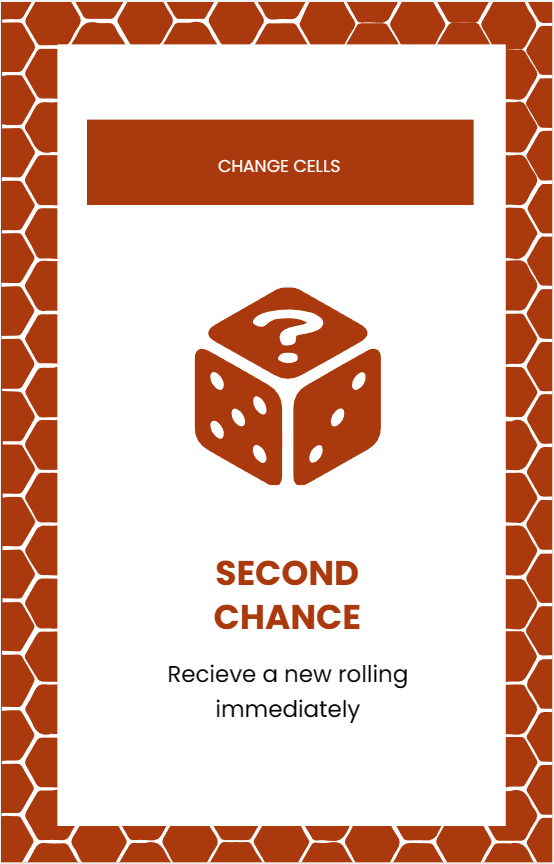 CHANGE CELLS
?
SECOND
CHANCE
Recieve a new rolling
immediately